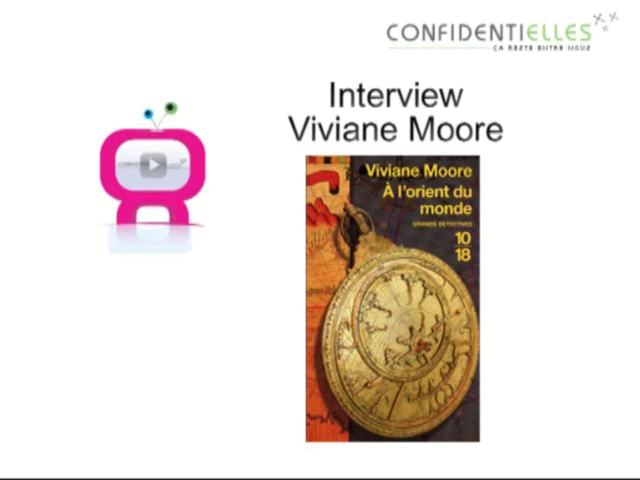 CONFIDENTIELLES
ÇA RESTE ENTRE NOUS
Interview
Viviane Moore
Viviane Moore
À l'orient du
monde
GRANDS DÉTECTIVES
10
18